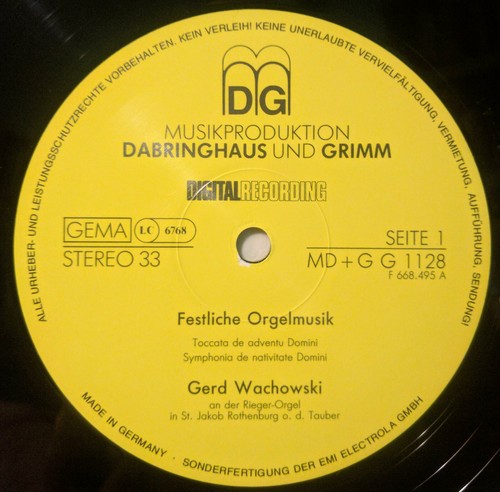 ALLE URHEBER- UND LEISTUNGSSCHUTZRECHTE VORBEHALTEN. KEIN VERLEIH! KEINE UNERLAUBTE VERVIELFÄLTIGUNG, VERMIETUNG, AUFFÜHRUNG, SENDUNG!
DG
MUSIKPRODUKTION
DABRINGHAUS UND GRIMM
DIGITAL RECORDING
GEMA LC 6768
STEREO 33
SEITE 1
MD + G G 1128
F 668.495 A
Festliche Orgelmusik
Toccata de adventu Domini
Symphonia de nativitate Domini
Gerd Wachowski
an der Rieger-Orgel
in St. Jakob Rothenburg o. d. Tauber
MADE IN GERMANY · SONDERFERTIGUNG DER EMI ELECTROLA GMBH